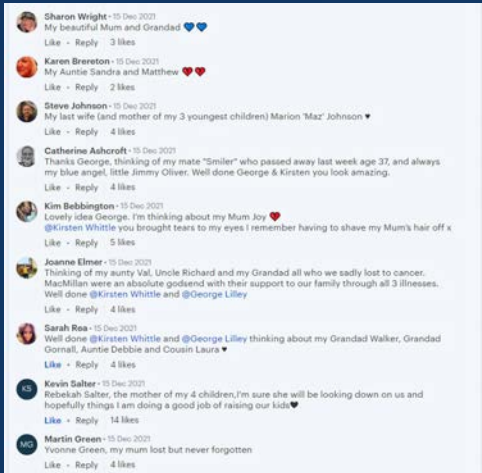 Sharon Wright · 15 Dec 2021
My beautiful Mum and Grandad 💙💙
Like · Reply 3 likes
Karen Brereton · 15 Dec 2021
My Auntie Sandra and Matthew ❤️❤️
Like · Reply 2 likes
Steve Johnson · 15 Dec 2021
My last wife (and mother of my 3 youngest children) Marion 'Maz' Johnson ♥
Like · Reply 4 likes
Catherine Ashcroft · 15 Dec 2021
Thanks George, thinking of my mate "Smiler" who passed away last week age 37, and always
my blue angel, little Jimmy Oliver. Well done George & Kirsten you look amazing.
Like · Reply 4 likes
Kim Bebbington · 15 Dec 2021
Lovely idea George. I'm thinking about my Mum Joy ❤️
@Kirsten Whittle you brought tears to my eyes I remember having to shave my Mum's hair off x
Like · Reply 5 likes
Joanne Elmer · 15 Dec 2021
Thinking of my aunty Val, Uncle Richard and my Grandad all who we sadly lost to cancer.
MacMillan were an absolute godsend with their support to our family through all 3 illnesses.
Well done @Kirsten Whittle and @George Lilley
Like · Reply 4 likes
Sarah Rea · 15 Dec 2021
Well done @Kirsten Whittle and @George Lilley thinking about my Grandad Walker, Grandad
Gornall, Auntie Debbie and Cousin Laura ♥
Like · Reply 4 likes
KS
Kevin Salter · 15 Dec 2021
Rebekah Salter, the mother of my 4 children,I'm sure she will be looking down on us and
hopefully things I am doing a good job of raising our kids🖤
Like · Reply 14 likes
MG
Martin Green · 15 Dec 2021
Yvonne Green, my mum lost but never forgotten
Like · Reply 4 likes